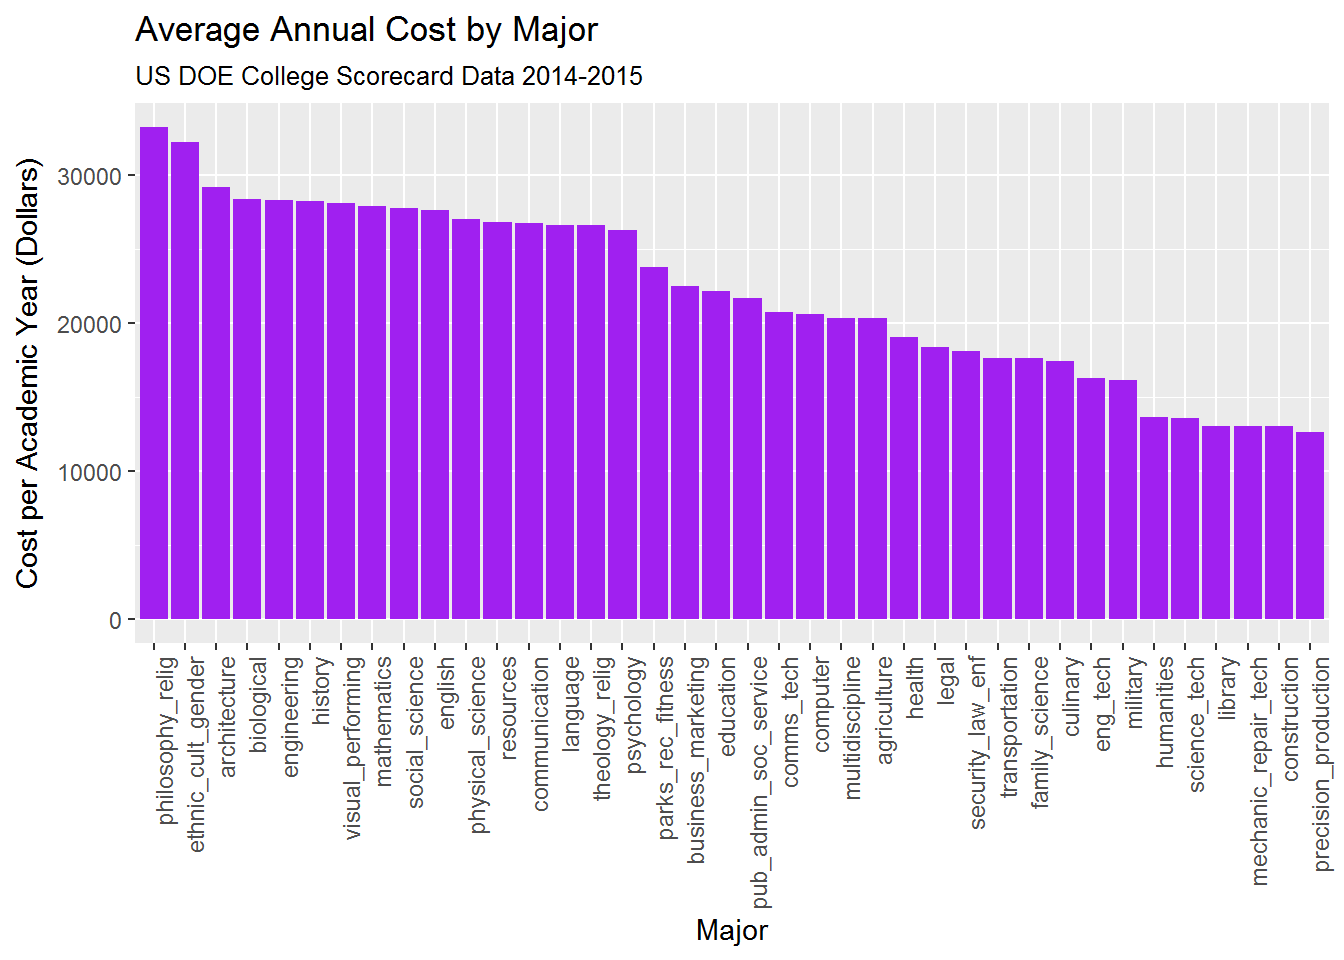 Average Annual Cost by Major
US DOE College Scorecard Data 2014-2015
Cost per Academic Year (Dollars)
30000
20000
10000
0
philosophy_relig
ethnic_cult_gender
architecture
biological
engineering
history
visual_performing
mathematics
social_science
english
physical_science
resources
communication
language
theology_relig
psychology
parks_rec_fitness
business_marketing
education
pub_admin_soc_service
comms_tech
computer
multidiscipline
agriculture
health
legal
security_law_enf
transportation
family_science
culinary
eng_tech
military
humanities
science_tech
library
mechanic_repair_tech
construction
precision_production
Major